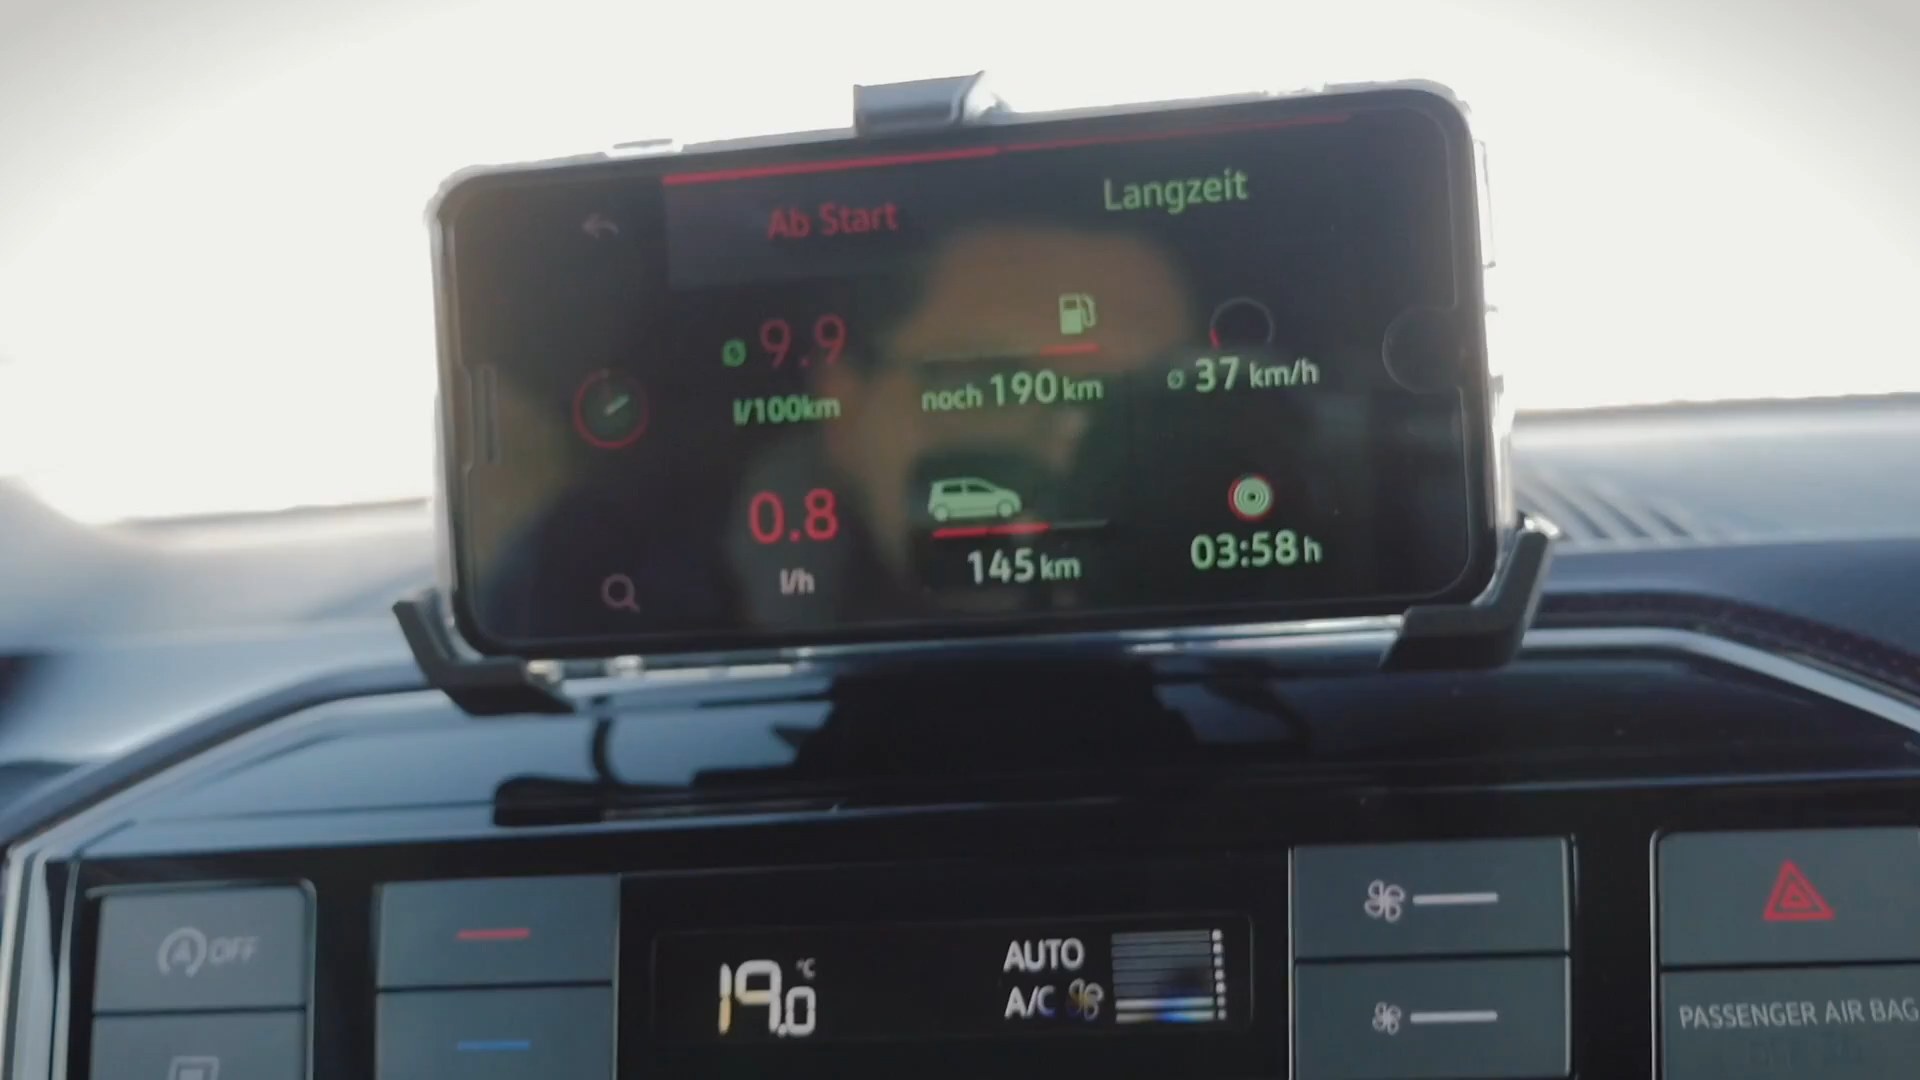 Ab Start
Langzeit
ø 9.9
l/100km
noch 190 km
ø 37 km/h
0.8
l/h
145 km
03:58 h
A OFF
19.0 °C
AUTO
A/C
PASSENGER AIR BAG